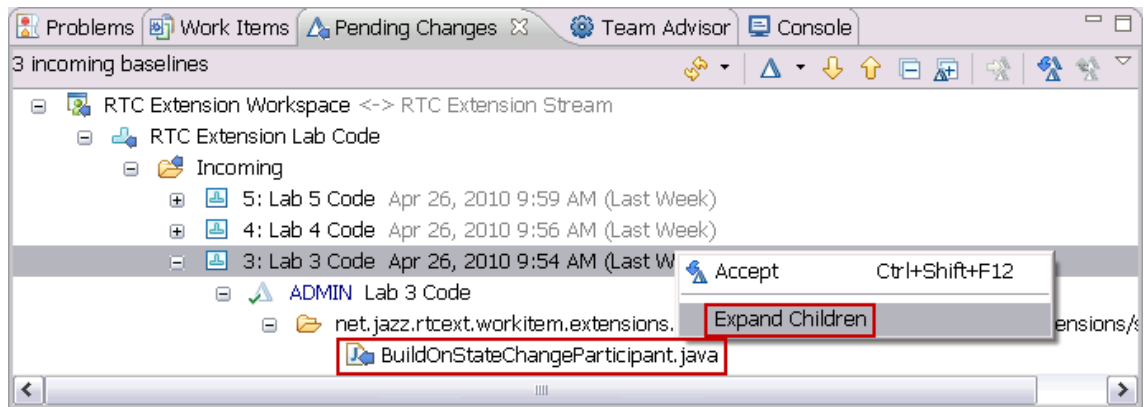 Problems Work Items Pending Changes Team Advisor Console
3 incoming baselines
RTC Extension Workspace <-> RTC Extension Stream
RTC Extension Lab Code
Incoming
5: Lab 5 Code Apr 26, 2010 9:59 AM (Last Week)
4: Lab 4 Code Apr 26, 2010 9:56 AM (Last Week)
3: Lab 3 Code Apr 26, 2010 9:54 AM (Last W
Accept Ctrl+Shift+F12
ADMIN Lab 3 Code
Expand Children
net.jazz.rtcext.workitem.extensions. ensions/s
BuildOnStateChangeParticipant.java